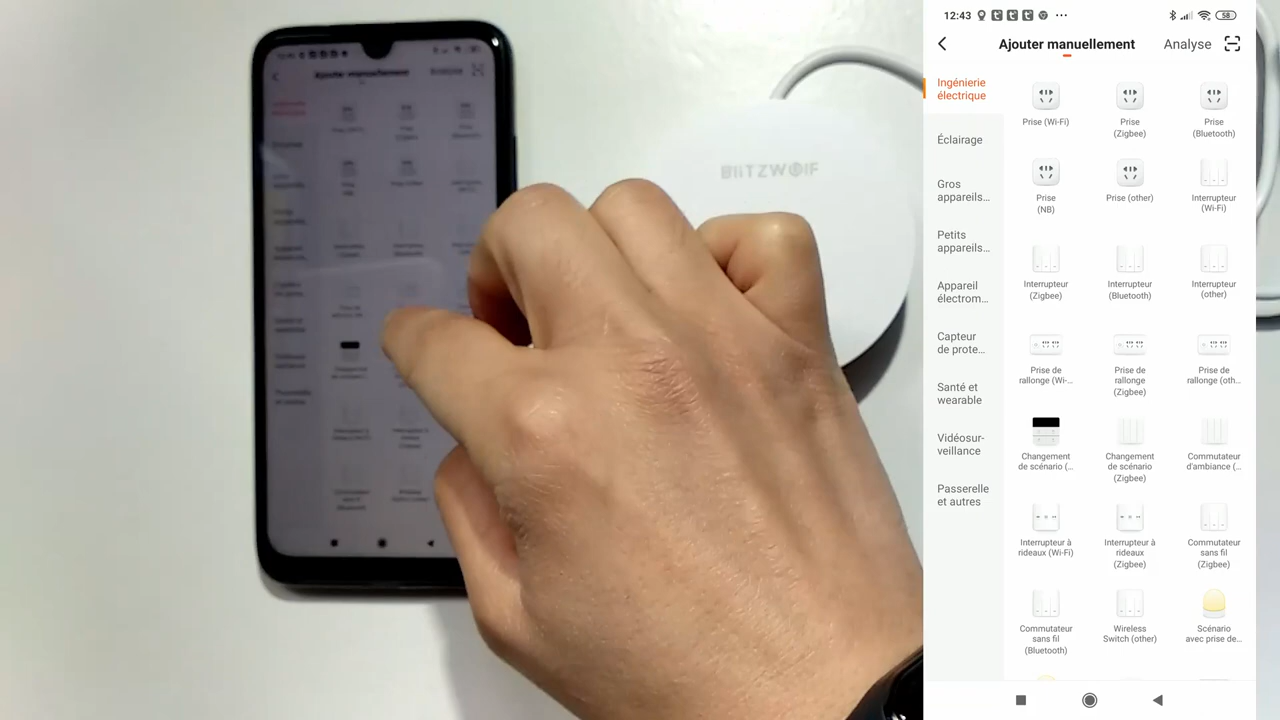 BLITZWOLF
12:43
58
Ajouter manuellement
Analyse
Ingénierie
électrique
Éclairage
Gros
appareils...
Petits
appareils...
Appareil
électrom...
Capteur
de prote...
Santé et
wearable
Vidéosur-
veillance
Passerelle
et autres
Prise (Wi-Fi)
Prise
(Zigbee)
Prise
(Bluetooth)
Prise
(NB)
Prise (other)
Interrupteur
(Wi-Fi)
Interrupteur
(Zigbee)
Interrupteur
(Bluetooth)
Interrupteur
(other)
Prise de
rallonge (Wi-...
Prise de
rallonge
(Zigbee)
Prise de
rallonge (oth...
Changement
de scénario (...
Changement
de scénario
(Zigbee)
Commutateur
d'ambiance (...
Interrupteur à
rideaux (Wi-Fi)
Interrupteur à
rideaux
(Zigbee)
Commutateur
sans fil
(Zigbee)
Commutateur
sans fil
(Bluetooth)
Wireless
Switch (other)
Scénario
avec prise de...